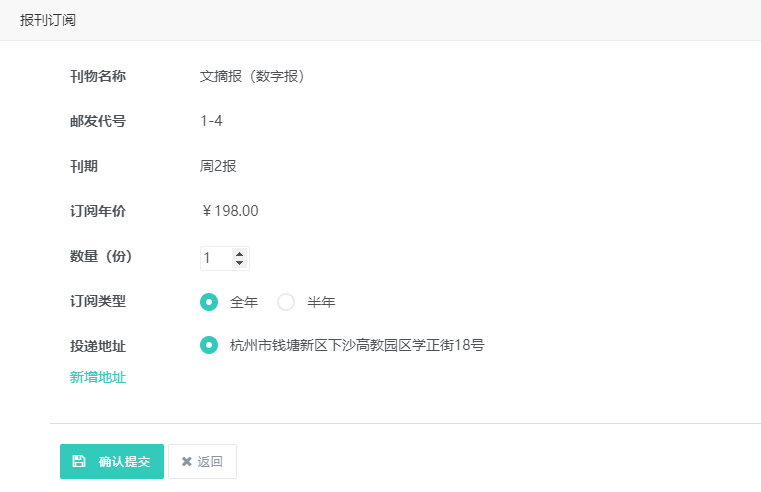 报刊订阅
刊物名称 文摘报（数字报）
邮发代号 1-4
刊期 周2报
订阅年价 ￥198.00
数量（份） 1
订阅类型 全年 半年
投递地址 杭州市钱塘新区下沙高教园区学正街18号
新增地址
确认提交 返回